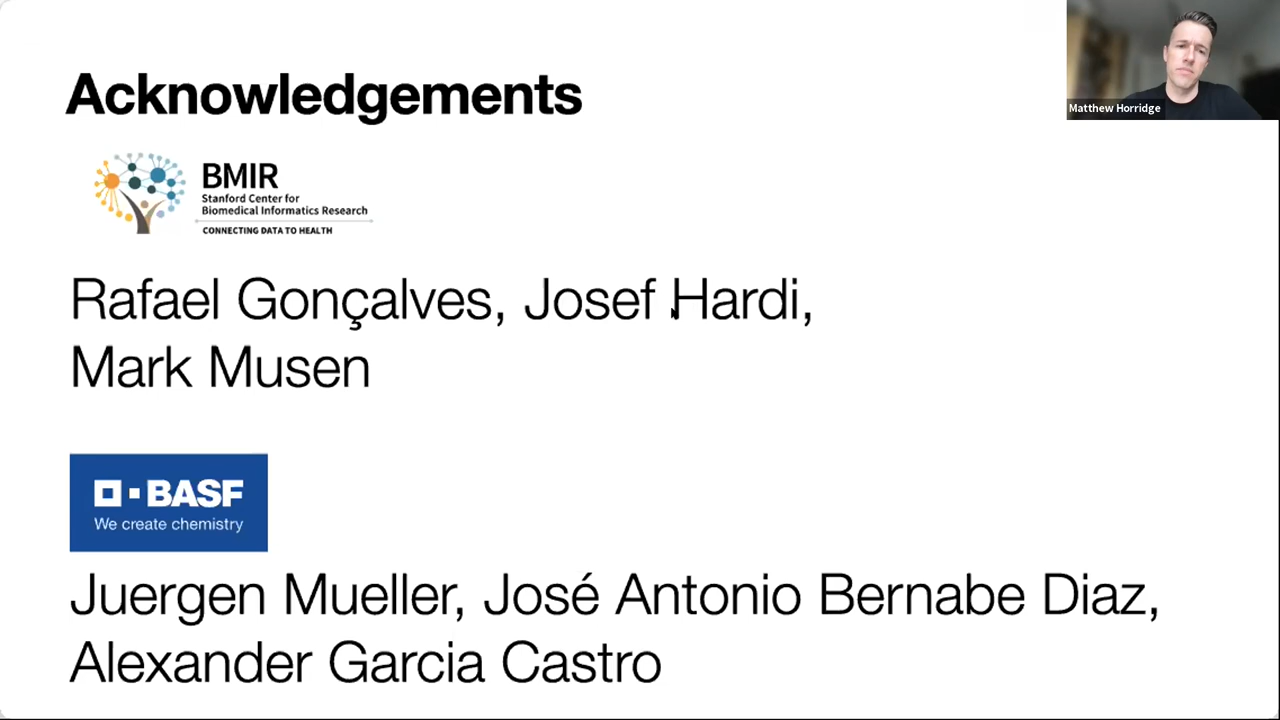 Acknowledgements
Matthew Horridge
BMIR
Stanford Center for
Biomedical Informatics Research
CONNECTING DATA TO HEALTH
Rafael Gonçalves, Josef Hardi,
Mark Musen
BASF
We create chemistry
Juergen Mueller, José Antonio Bernabe Diaz,
Alexander Garcia Castro